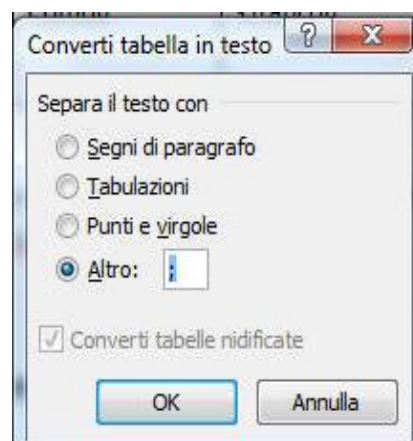 Converti tabella in testo ? X
Separa il testo con
Segni di paragrafo
Tabulazioni
Punti e virgole
Altro: ;
Converti tabelle nidificate
OK Annulla